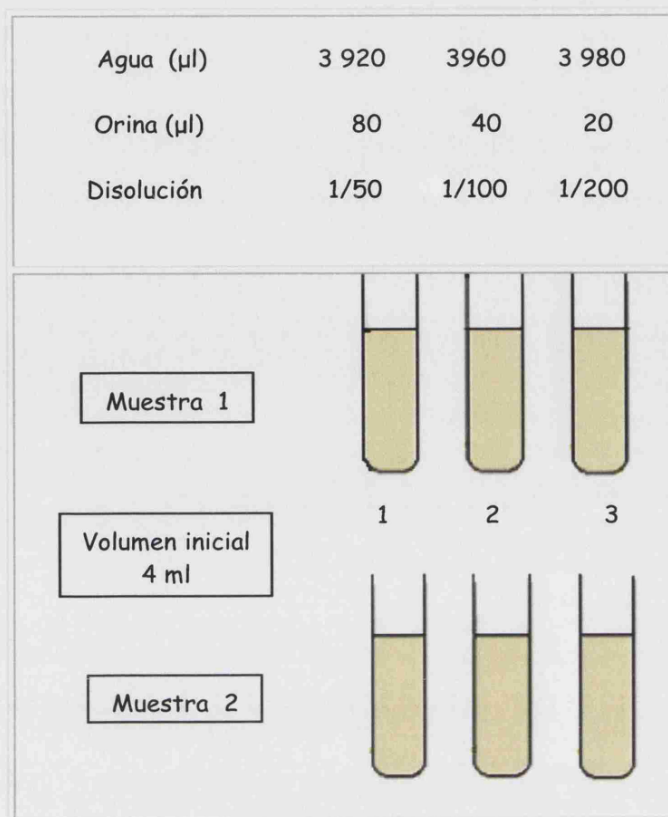 Agua (µl) 3 920 3960 3 980
Orina (µl) 80 40 20
Disolución 1/50 1/100 1/200
Muestra 1
1 2 3
Volumen inicial
4 ml
Muestra 2